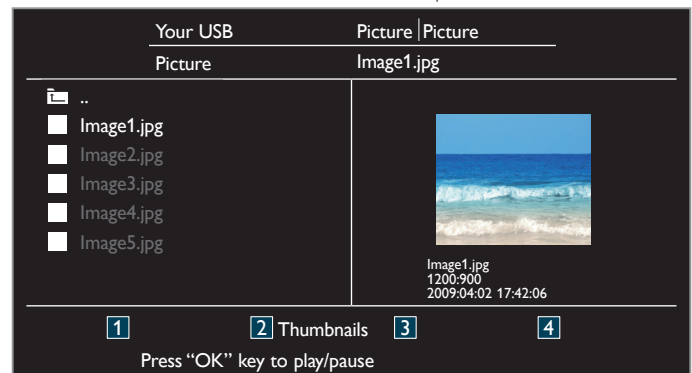 Your USB Picture Picture
Picture Image1.jpg
..
Image1.jpg
Image2.jpg
Image3.jpg
Image4.jpg
Image5.jpg
Image1.jpg
1200:900
2009:04:02 17:42:06
1 2 Thumbnails 3 4
Press “OK” key to play/pause